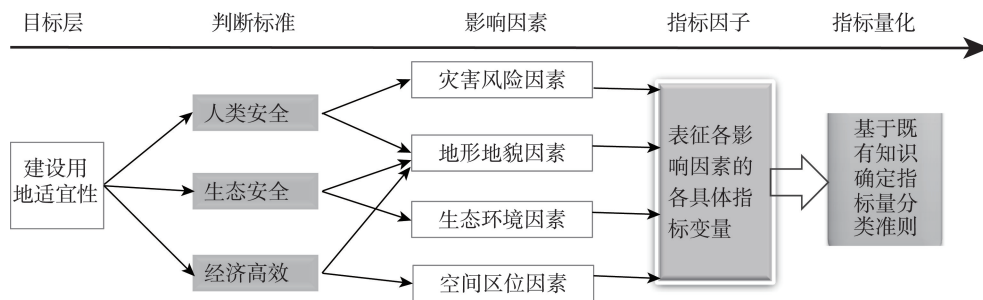 目标层
判断标准
影响因素
指标因子
指标量化
建设用
地适宜性
人类安全
生态安全
经济高效
灾害风险因素
地形地貌因素
生态环境因素
空间区位因素
表征各影
响因素的
各具体指
标变量
基于既
有知识
确定指
标量分
类准则